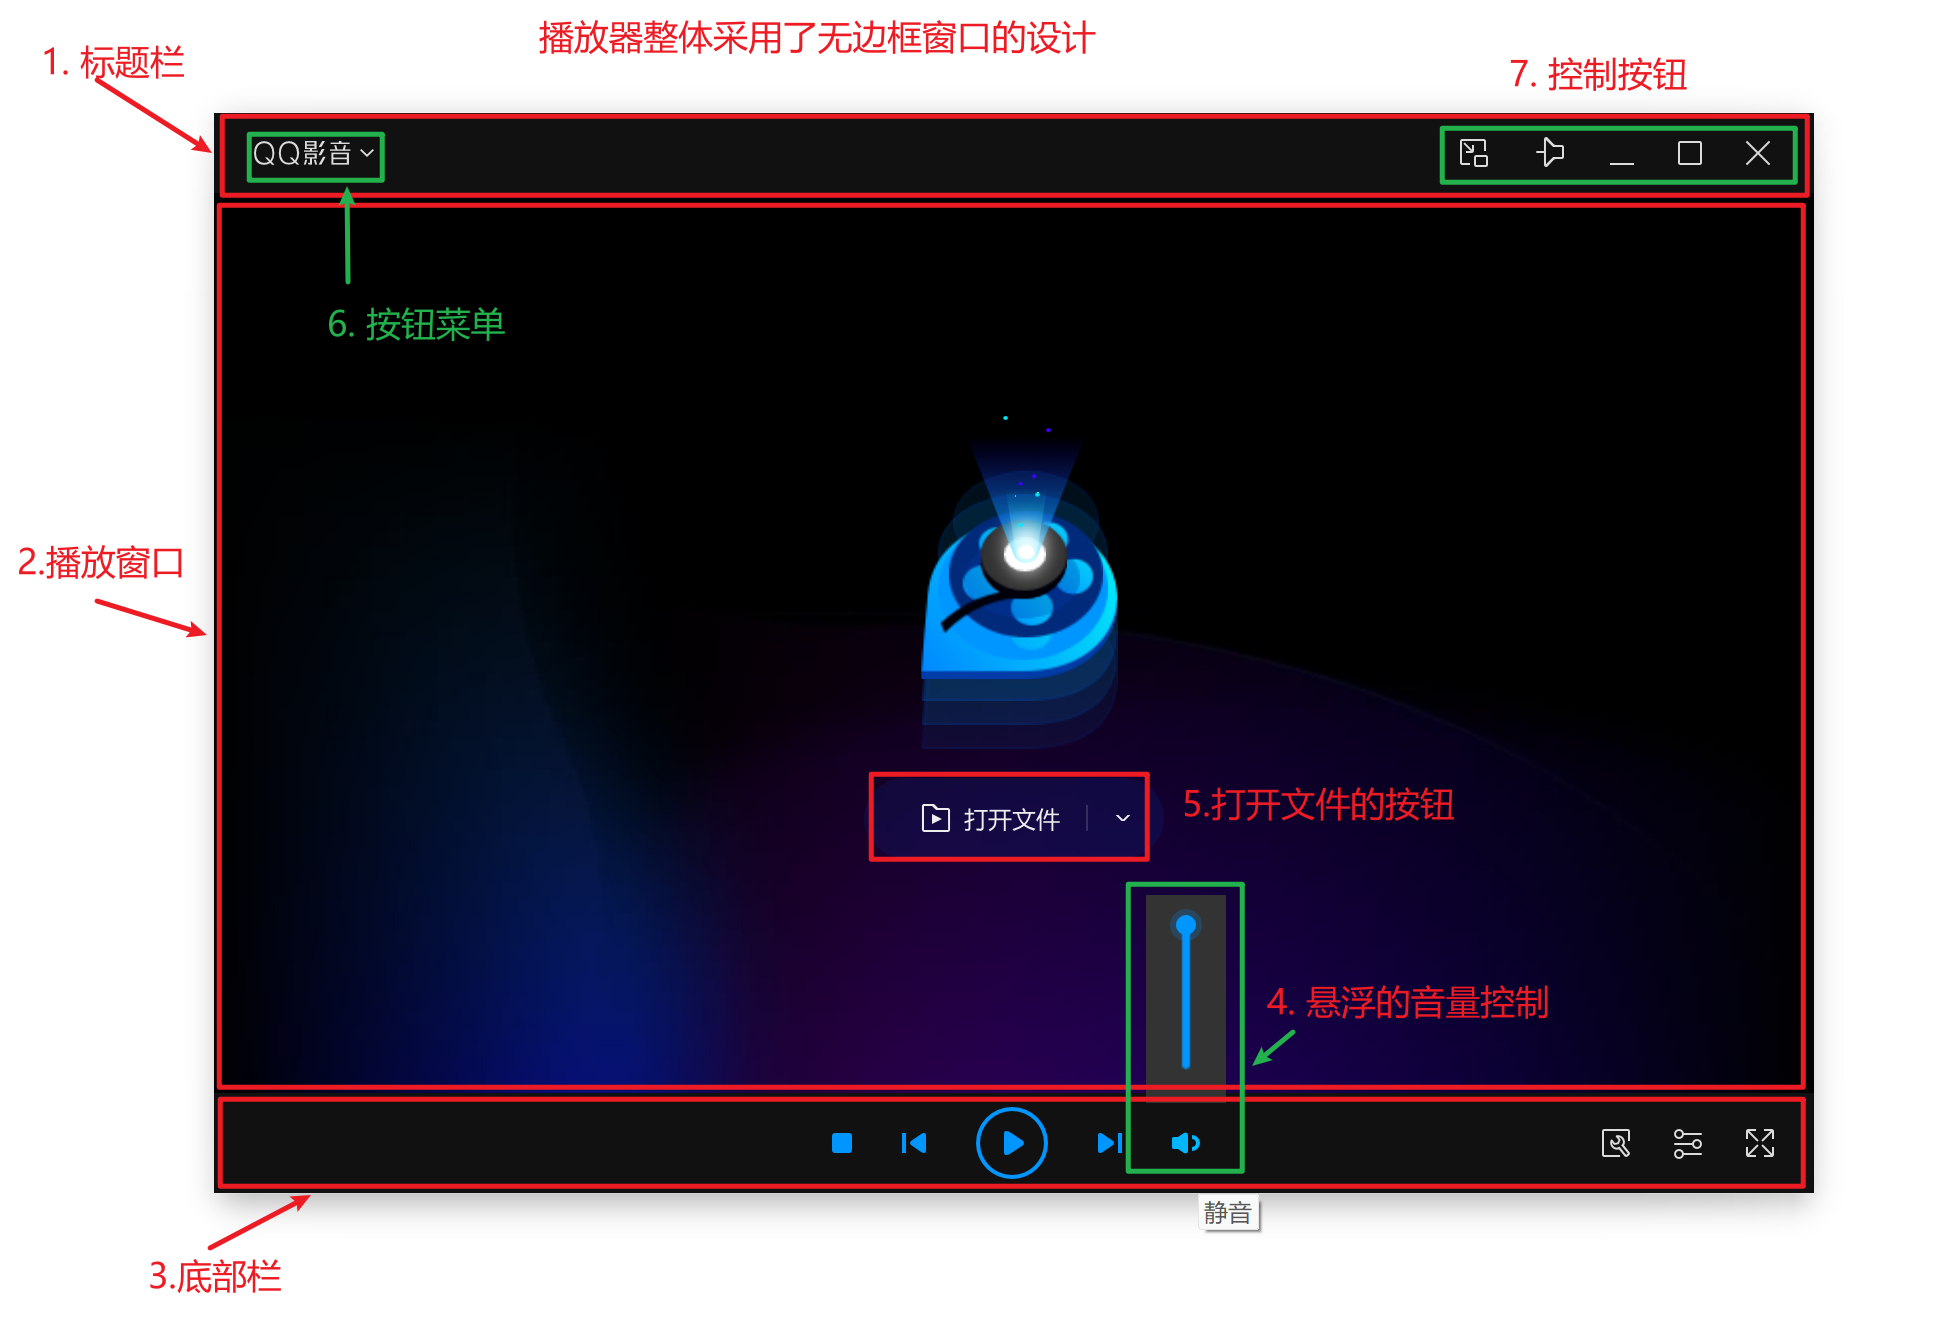 播放器整体采用了无边框窗口的设计
1. 标题栏
7. 控制按钮
QQ影音
6. 按钮菜单
2.播放窗口
打开文件
5.打开文件的按钮
4. 悬浮的音量控制
静音
3.底部栏